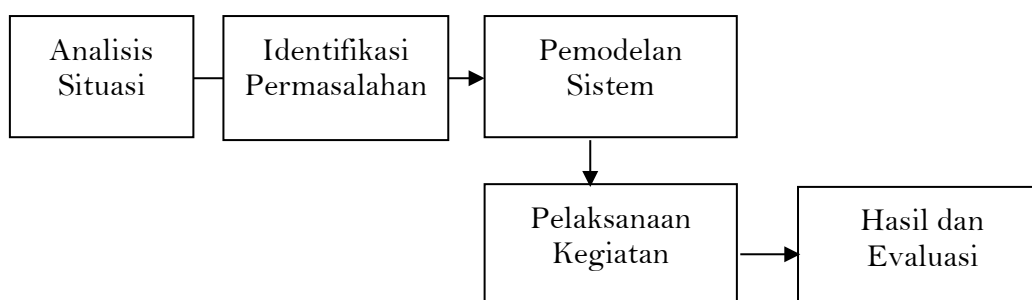 Analisis
Situasi
Identifikasi
Permasalahan
Pemodelan
Sistem
Pelaksanaan
Kegiatan
Hasil dan
Evaluasi